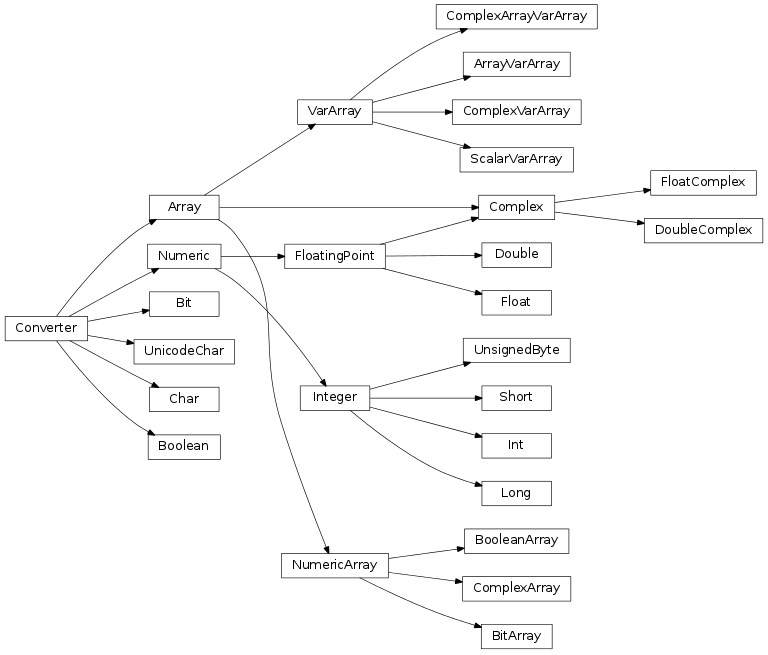 ComplexArrayVarArray
ArrayVarArray
VarArray
ComplexVarArray
ScalarVarArray
FloatComplex
Array
Complex
DoubleComplex
Numeric
FloatingPoint
Double
Bit
Float
Converter
UnicodeChar
UnsignedByte
Char
Integer
Short
Boolean
Int
Long
BooleanArray
NumericArray
ComplexArray
BitArray